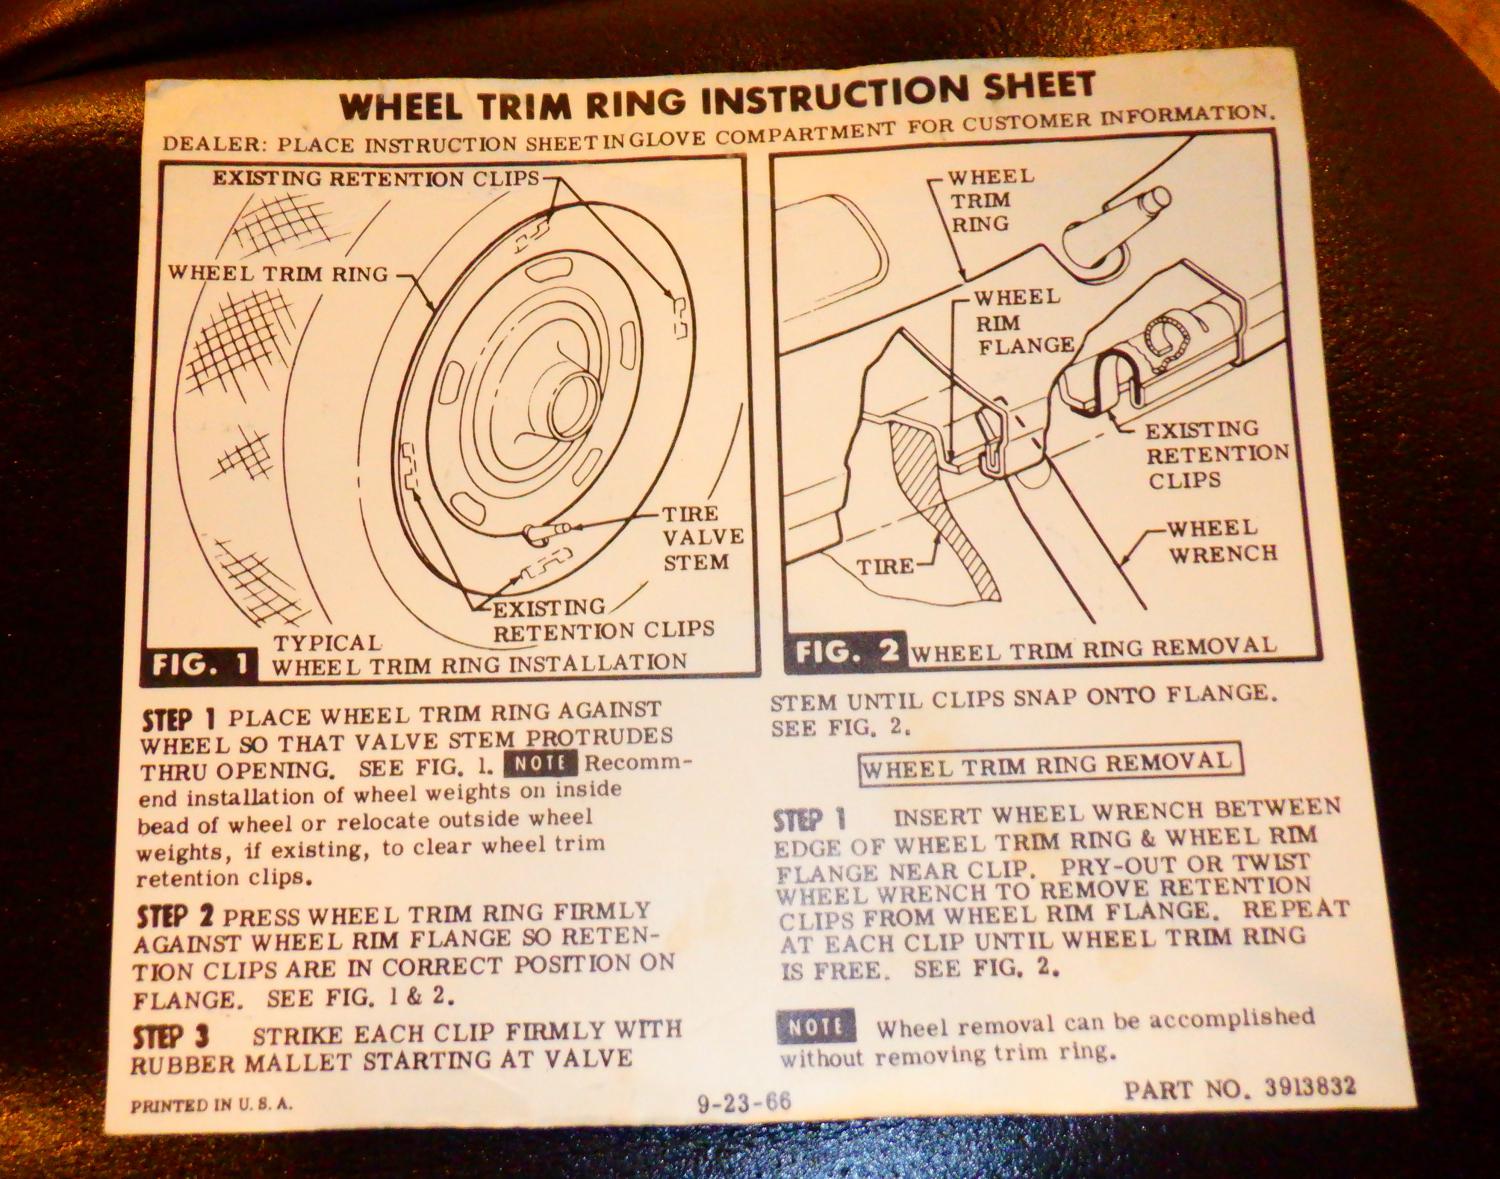 WHEEL TRIM RING INSTRUCTION SHEET
DEALER: PLACE INSTRUCTION SHEET IN GLOVE COMPARTMENT FOR CUSTOMER INFORMATION.
EXISTING RETENTION CLIPS
WHEEL TRIM RING
TIRE
VALVE
STEM
EXISTING
RETENTION CLIPS
FIG. 1
TYPICAL
WHEEL TRIM RING INSTALLATION
WHEEL
TRIM
RING
WHEEL
RIM
FLANGE
EXISTING
RETENTION
CLIPS
WHEEL
WRENCH
TIRE
FIG. 2 WHEEL TRIM RING REMOVAL
STEP 1 PLACE WHEEL TRIM RING AGAINST
WHEEL SO THAT VALVE STEM PROTRUDES
THRU OPENING. SEE FIG. 1. NOTE Recomm-
end installation of wheel weights on inside
bead of wheel or relocate outside wheel
weights, if existing, to clear wheel trim
retention clips.
STEP 2 PRESS WHEEL TRIM RING FIRMLY
AGAINST WHEEL RIM FLANGE SO RETEN-
TION CLIPS ARE IN CORRECT POSITION ON
FLANGE. SEE FIG. 1 & 2.
STEP 3 STRIKE EACH CLIP FIRMLY WITH
RUBBER MALLET STARTING AT VALVE
STEM UNTIL CLIPS SNAP ONTO FLANGE.
SEE FIG. 2.
WHEEL TRIM RING REMOVAL
STEP 1 INSERT WHEEL WRENCH BETWEEN
EDGE OF WHEEL TRIM RING & WHEEL RIM
FLANGE NEAR CLIP. PRY-OUT OR TWIST
WHEEL WRENCH TO REMOVE RETENTION
CLIPS FROM WHEEL RIM FLANGE. REPEAT
AT EACH CLIP UNTIL WHEEL TRIM RING
IS FREE. SEE FIG. 2.
NOTE Wheel removal can be accomplished
without removing trim ring.
PRINTED IN U. S. A.
9-23-66
PART NO. 3913832